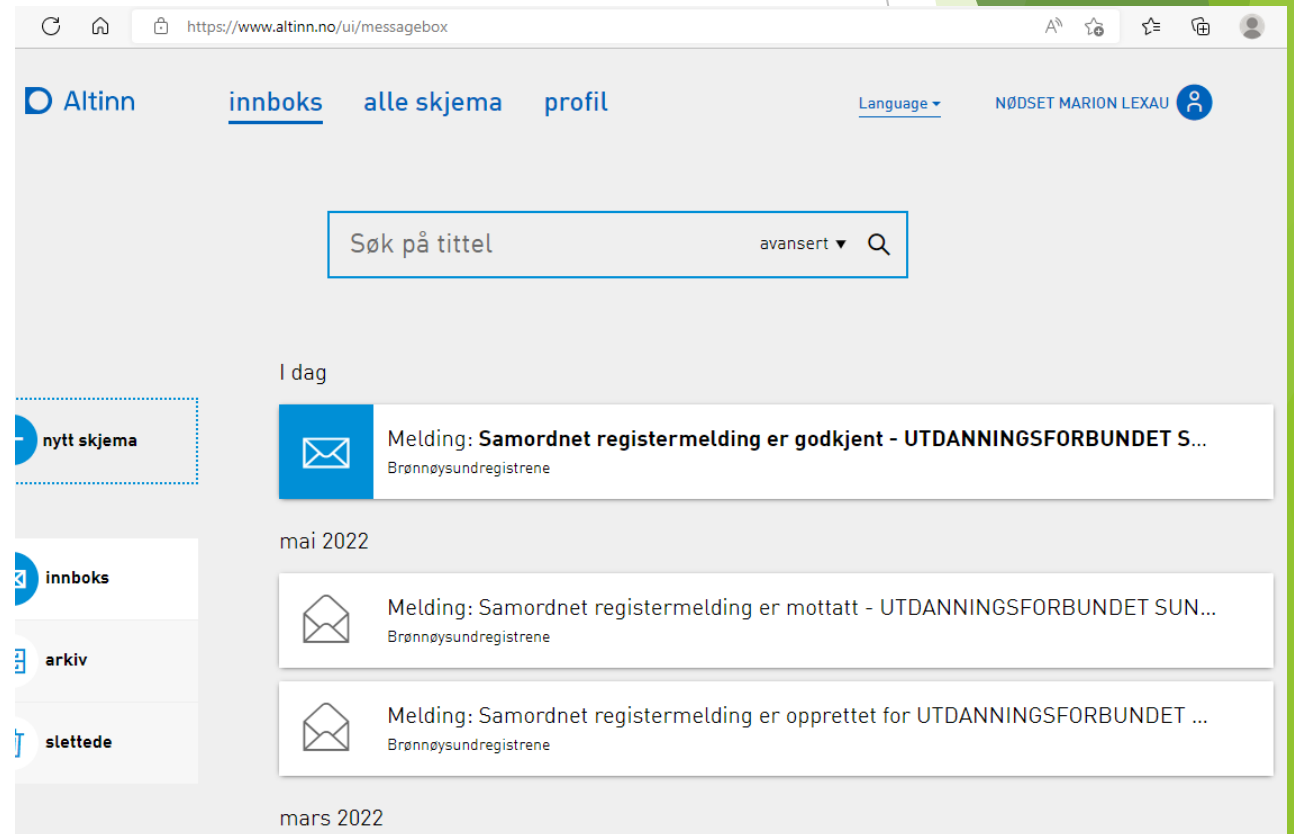 https://www.altinn.no/ui/messagebox
Altinn
innboks alle skjema profil
Language
NØDSET MARION LEXAU
Søk på tittel
avansert
I dag
nytt skjema
Melding: Samordnet registermelding er godkjent - UTDANNINGSFORBUNDET S...
Brønnøysundregistrene
mai 2022
innboks
Melding: Samordnet registermelding er mottatt - UTDANNINGSFORBUNDET SUN...
Brønnøysundregistrene
arkiv
Melding: Samordnet registermelding er opprettet for UTDANNINGSFORBUNDET ...
Brønnøysundregistrene
slettede
mars 2022